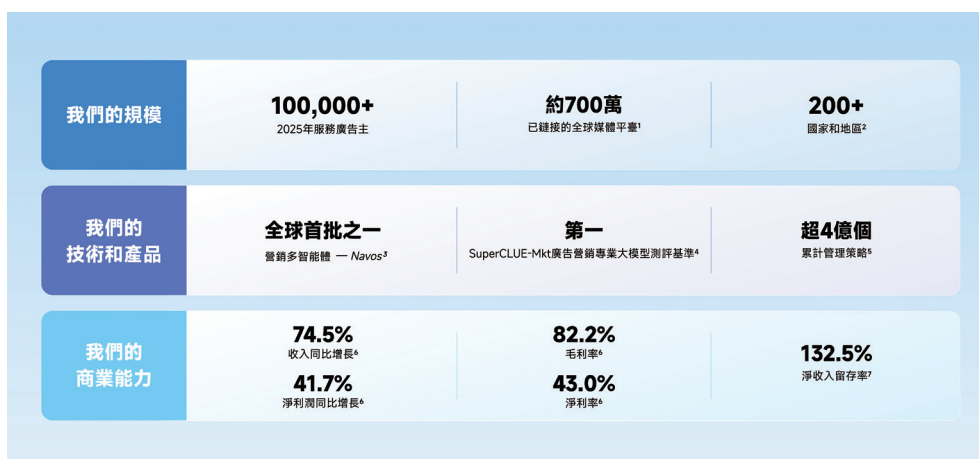 我們的規模
100,000+
2025年服務廣告主
約700萬
已鏈接的全球媒體平臺¹
200+
國家和地區²
我們的
技術和產品
全球首批之一
營銷多智能體 — Navos³
第一
SuperCLUE-Mkt廣告營銷專業大模型測評基準⁴
超4億個
累計管理策略⁵
我們的
商業能力
74.5%
收入同比增長⁶
41.7%
淨利潤同比增長⁶
82.2%
毛利率⁶
43.0%
淨利率⁶
132.5%
淨收入留存率⁷